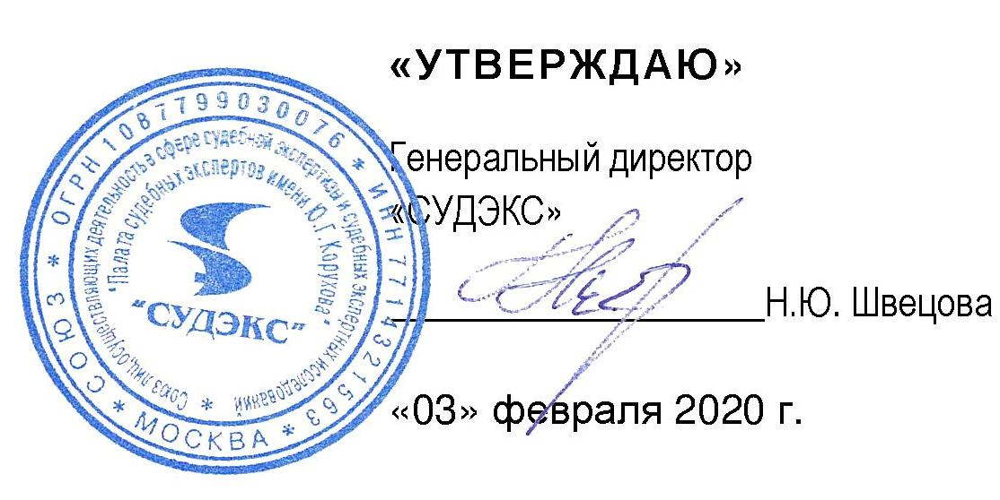 «УТВЕРЖДАЮ»
Генеральный директор
«СУДЭКС»
Н.Ю. Швецова
«03» февраля 2020 г.
* СОЮЗ * ОГРН 1087799030076 * ИНН 7714321563 * МОСКВА
* Союз лиц, осуществляющих деятельность в сфере судебной экспертизы и судебных экспертных исследований
"Палата судебных экспертов имени Ю.Г. Корухова"
"СУДЭКС"